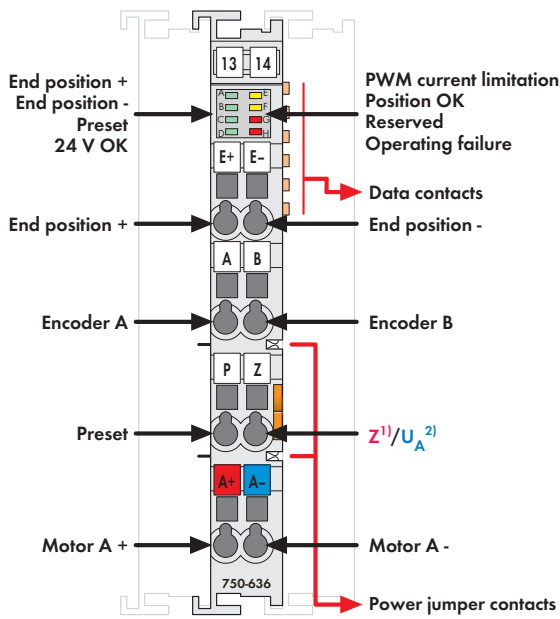 13 14
End position +
End position -
Preset
24 V OK
A E
B F
C G
D H
PWM current limitation
Position OK
Reserved
Operating failure
E+ E–
Data contacts
End position +
End position -
A B
Encoder A
Encoder B
P Z
Preset
Z¹⁾/U_A²⁾
A+ A–
Motor A +
Motor A -
750-636
Power jumper contacts